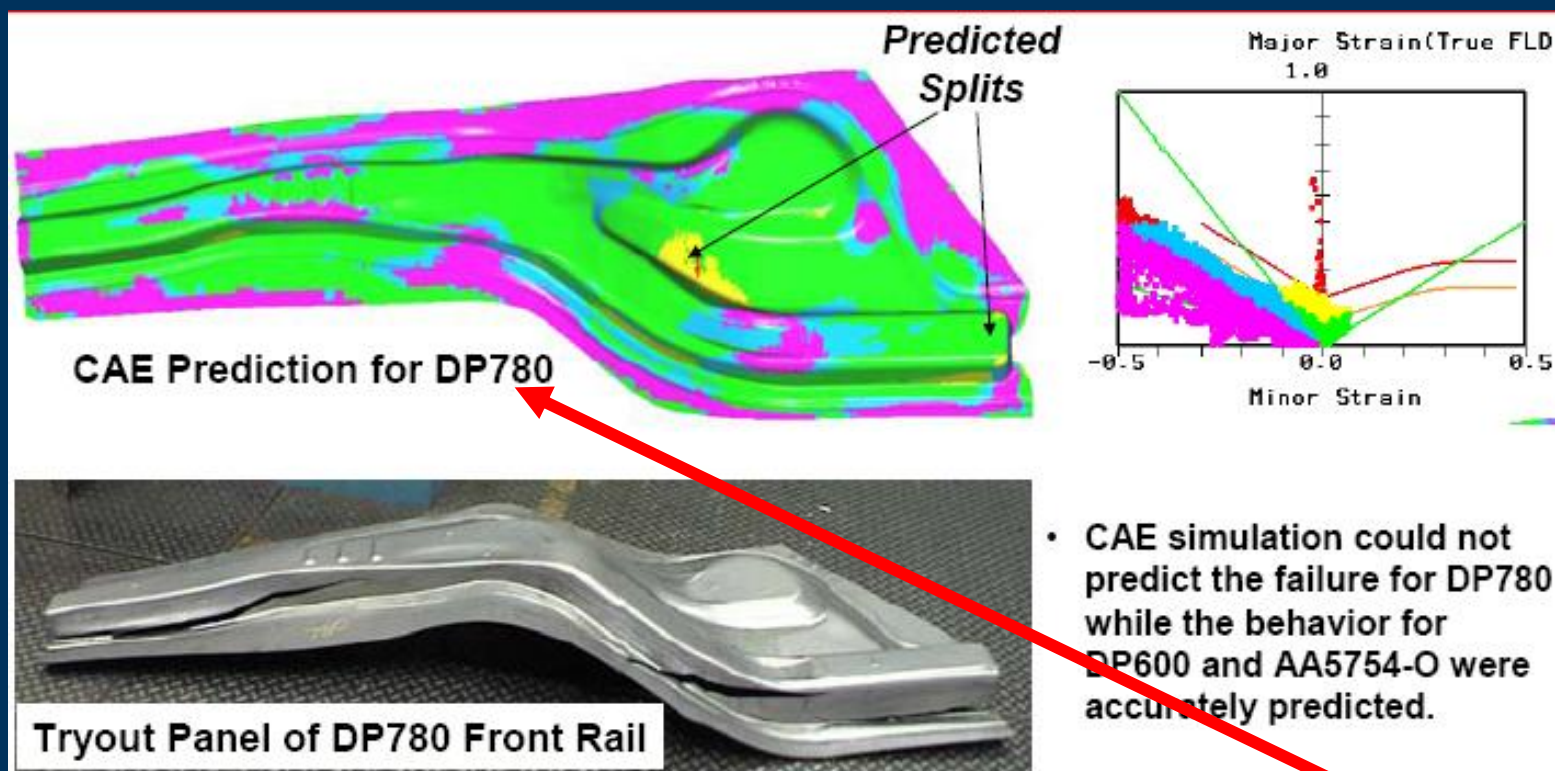 Predicted
Splits
CAE Prediction for DP780
Major Strain(True FLD
1.0
-0.5
0.0
0.5
Minor Strain
Tryout Panel of DP780 Front Rail
• CAE simulation could not
predict the failure for DP780
while the behavior for
DP600 and AA5754-O were
accurately predicted.